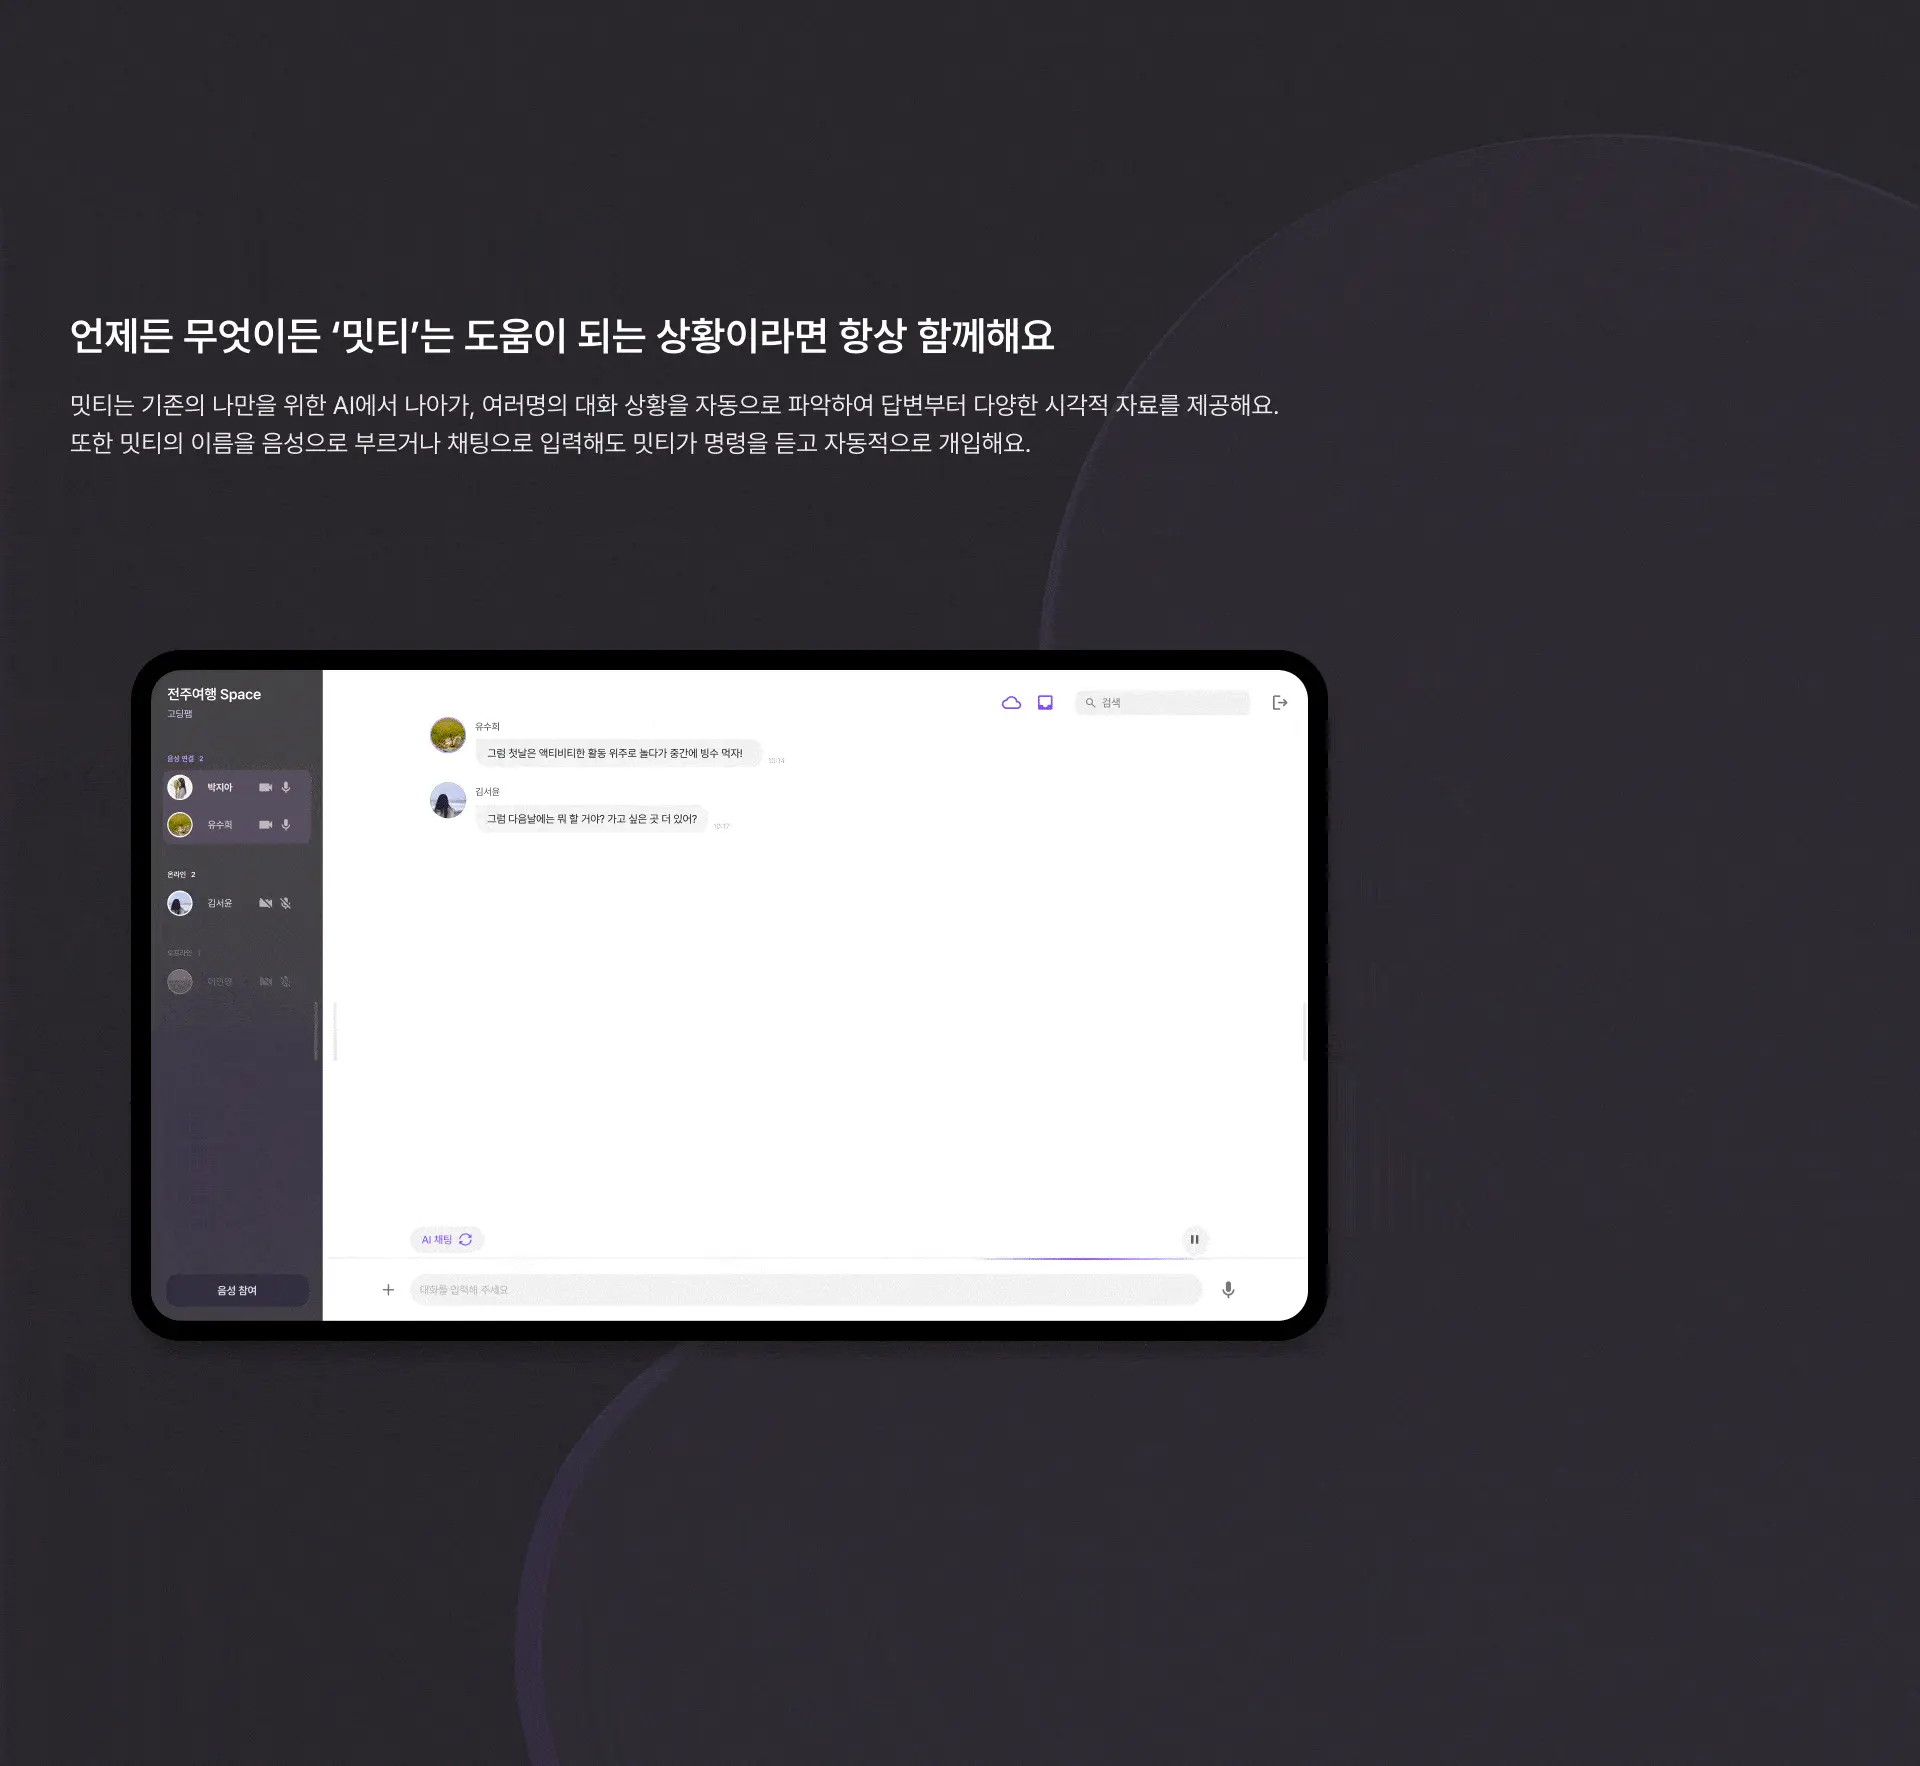 언제든 무엇이든 ‘밋티’는 도움이 되는 상황이라면 항상 함께해요
밋티는 기존의 나만을 위한 AI에서 나아가, 여러명의 대화 상황을 자동으로 파악하여 답변부터 다양한 시각적 자료를 제공해요.
또한 밋티의 이름을 음성으로 부르거나 채팅으로 입력해도 밋티가 명령을 듣고 자동적으로 개입해요.
전주여행 Space
고딩팸
음성 연결 2
박지아
유수희
온라인 2
김서윤
오프라인 1
음성 참여
검색
유수희
그럼 첫날은 액티비티한 활동 위주로 놀다가 중간에 빙수 먹자!
10:14
김서윤
그럼 다음날에는 뭐 할 거야? 가고 싶은 곳 더 있어?
10:17
AI 채팅
대화를 입력해 주세요